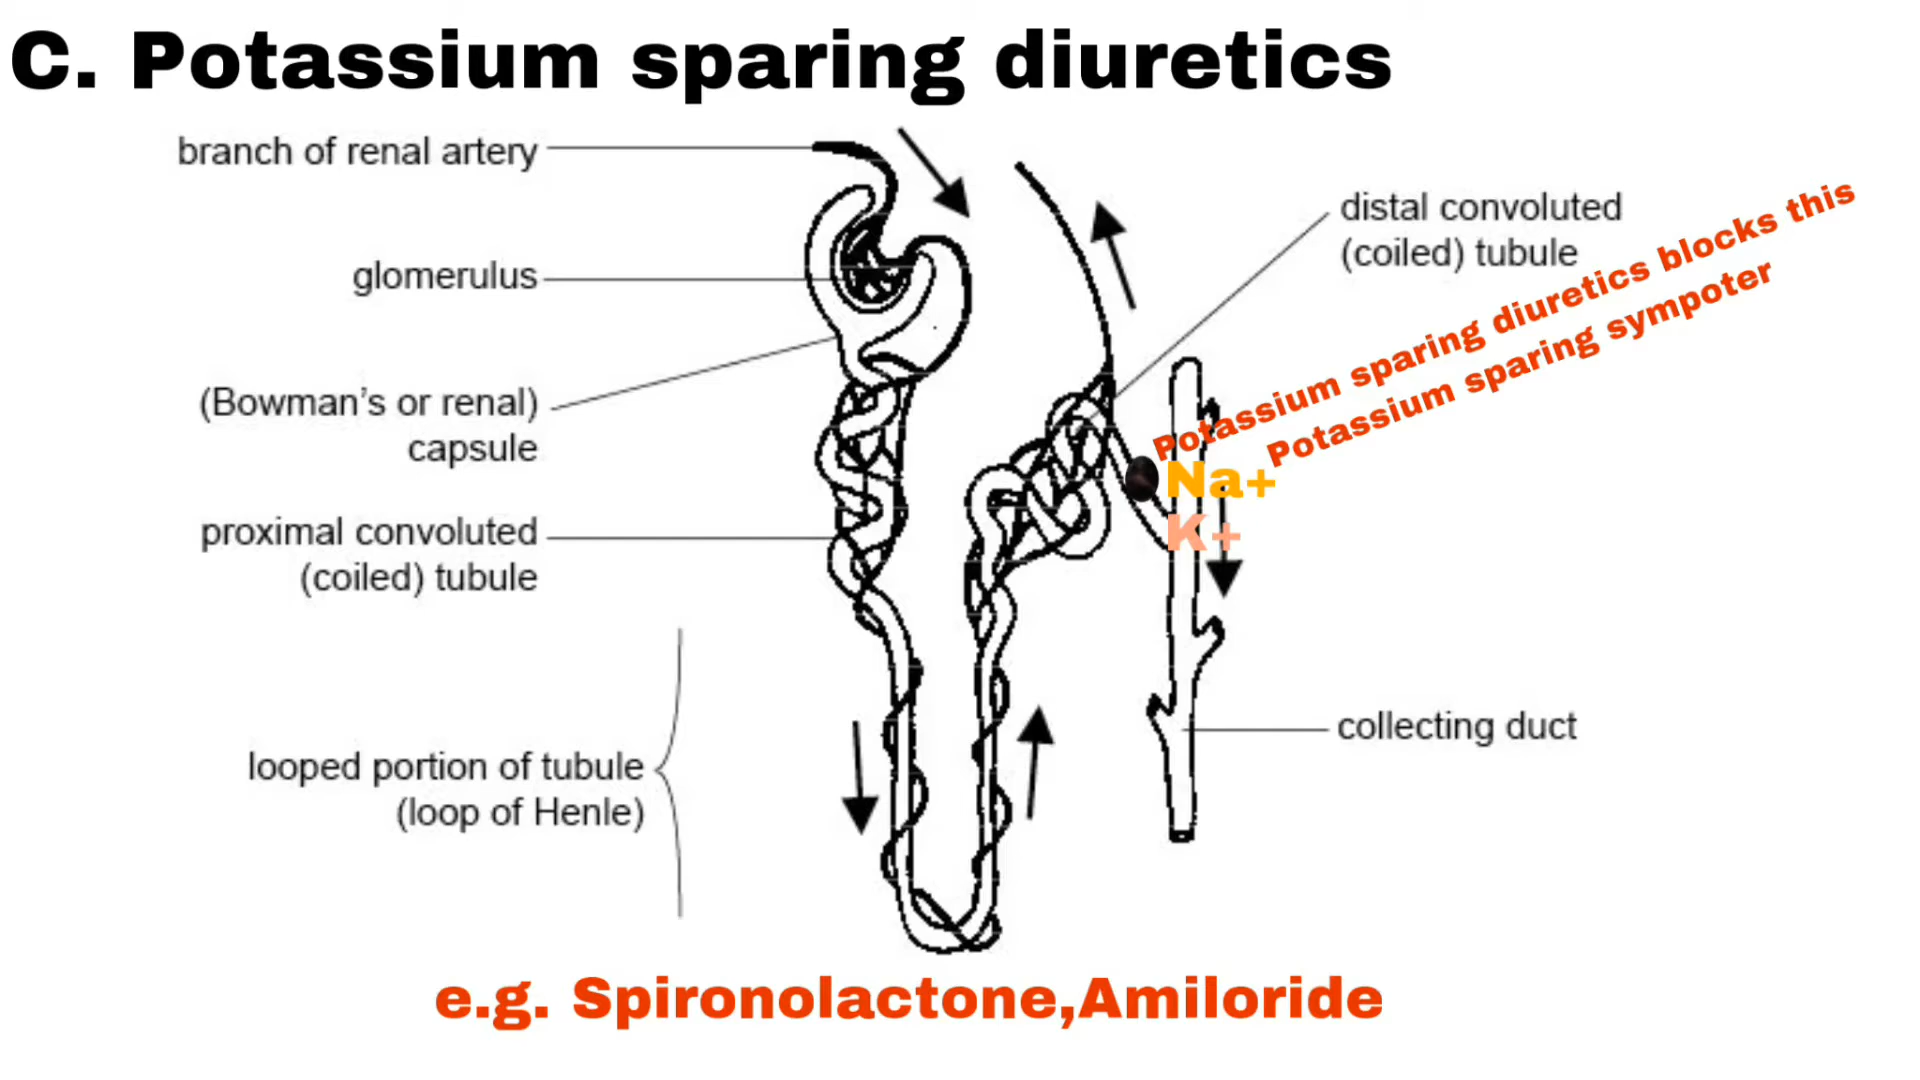 C. Potassium sparing diuretics
branch of renal artery
glomerulus
(Bowman's or renal)
capsule
proximal convoluted
(coiled) tubule
looped portion of tubule
(loop of Henle)
distal convoluted
(coiled) tubule
Potassium sparing diuretics blocks this
Potassium sparing sympoter
Na+
K+
collecting duct
e.g. Spironolactone,Amiloride